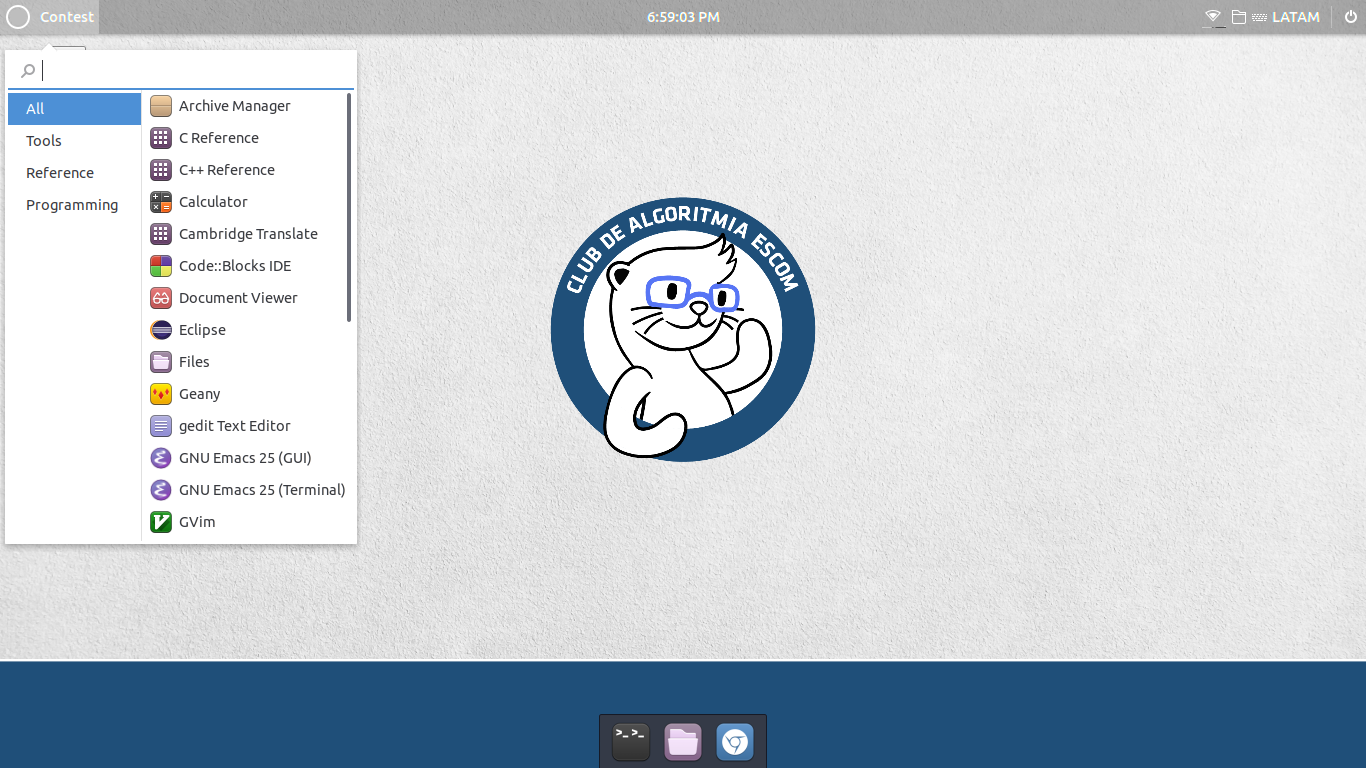 Contest
6:59:03 PM
LATAM
All
Tools
Reference
Programming
Archive Manager
C Reference
C++ Reference
Calculator
Cambridge Translate
Code::Blocks IDE
Document Viewer
Eclipse
Files
Geany
gedit Text Editor
GNU Emacs 25 (GUI)
GNU Emacs 25 (Terminal)
GVim
CLUB DE ALGORITMIA ESCOM
>_ >_